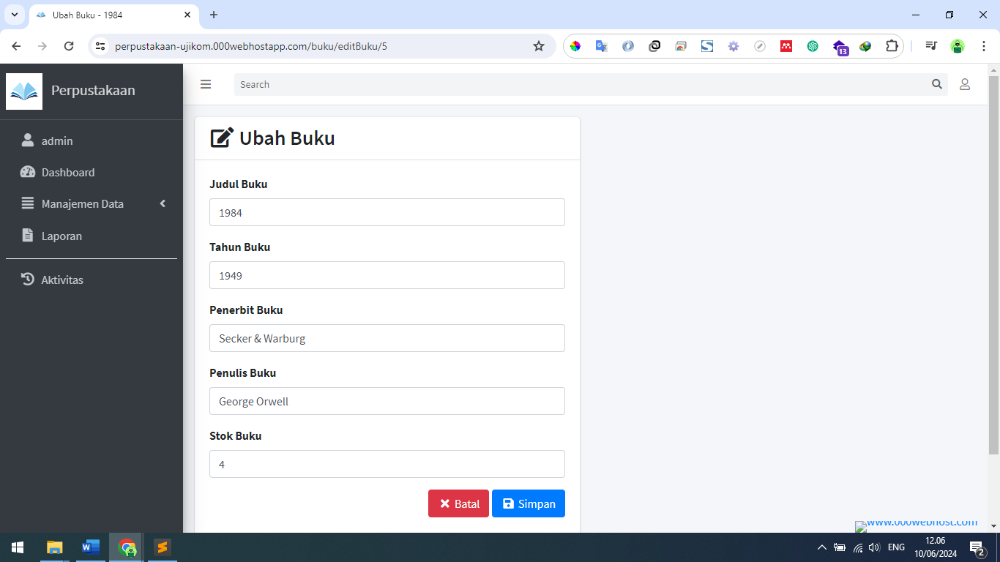 Ubah Buku - 1984
perpustakaan-ujikom.000webhostapp.com/buku/editBuku/5
13
Perpustakaan
Search
admin
Dashboard
Manajemen Data
Laporan
Aktivitas
Ubah Buku
Judul Buku
1984
Tahun Buku
1949
Penerbit Buku
Secker & Warburg
Penulis Buku
George Orwell
Stok Buku
4
Batal
Simpan
www.000webhost.com
ENG
12.06
10/06/2024
2